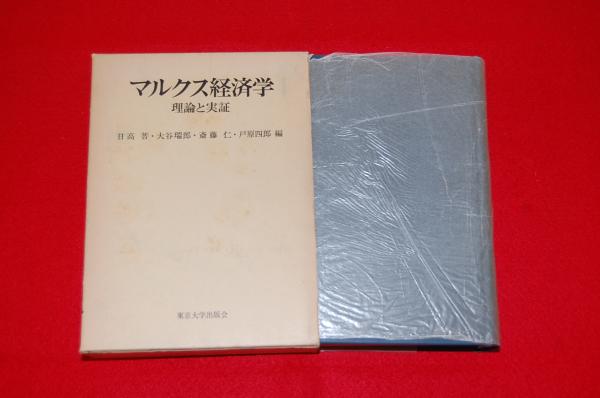 マルクス経済学
理論と実証
日高 普・大谷瑞郎・斎藤 仁・戸原四郎 編
東京大学出版会